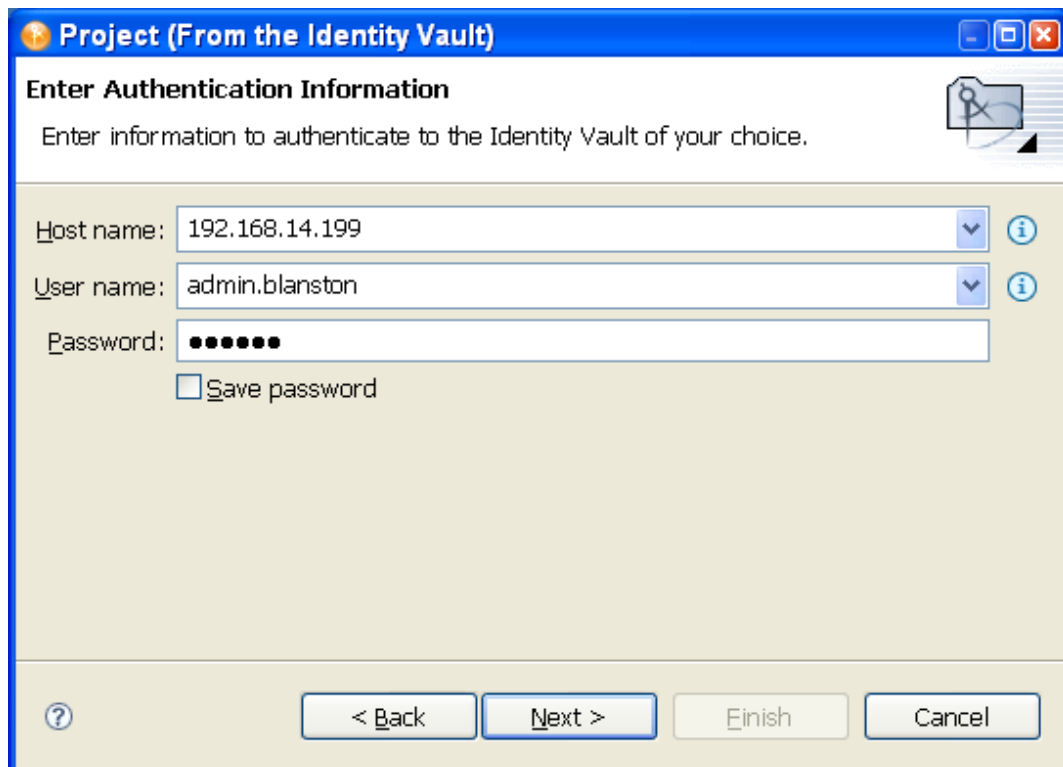 Project (From the Identity Vault)
Enter Authentication Information
Enter information to authenticate to the Identity Vault of your choice.
Host name: 192.168.14.199
User name: admin.blanston
Password: ●●●●●●
Save password
< Back Next > Finish Cancel